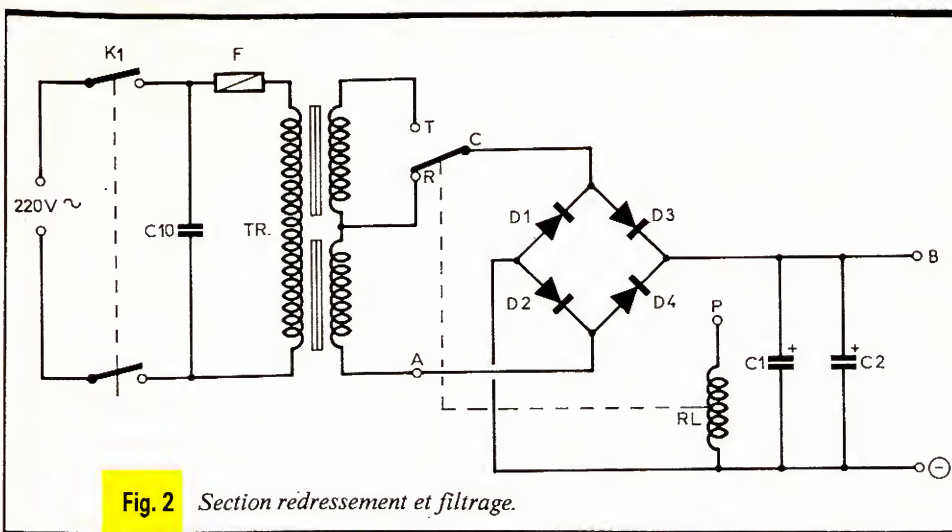 K1
F
T
C
R
220V ~
C10
TR.
D1
D3
D2
D4
A
P
RL
C1
+
C2
+
B
-
Fig. 2 Section redressement et filtrage.